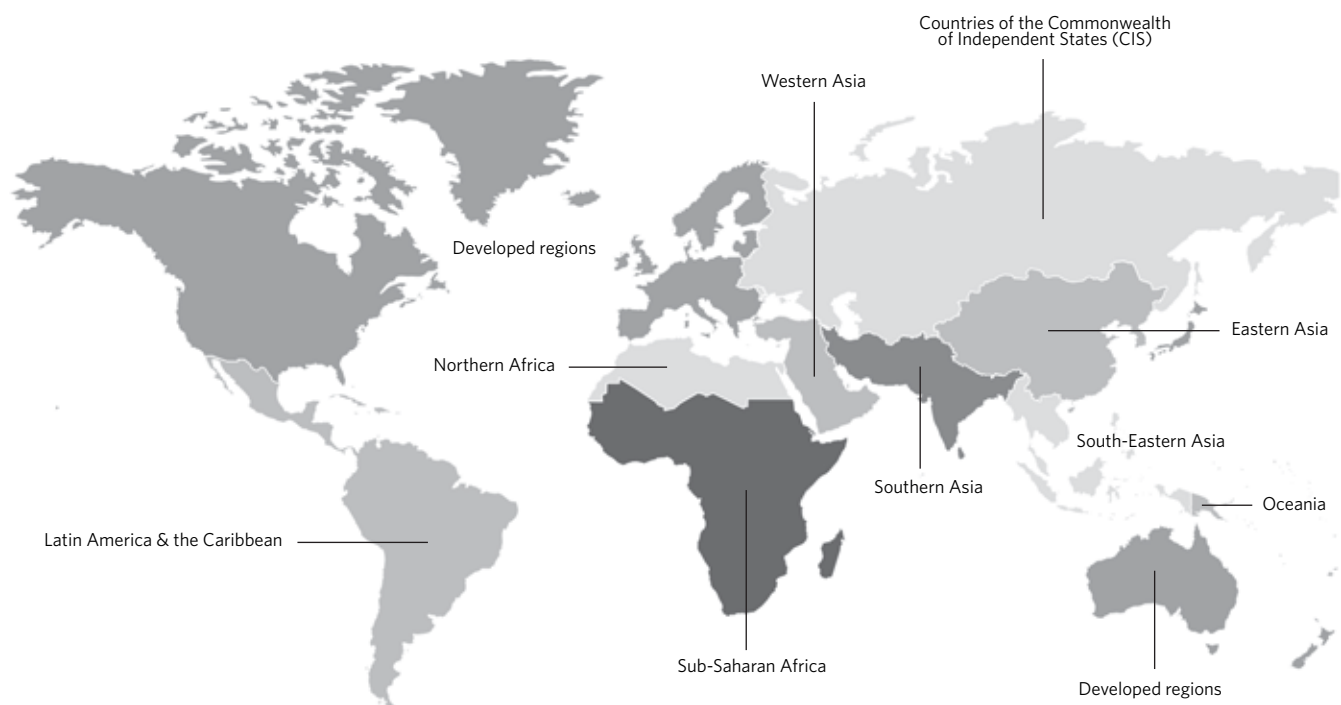 Countries of the Commonwealth
of Independent States (CIS)
Western Asia
Developed regions
Eastern Asia
Northern Africa
South-Eastern Asia
Southern Asia
Oceania
Latin America & the Caribbean
Sub-Saharan Africa
Developed regions